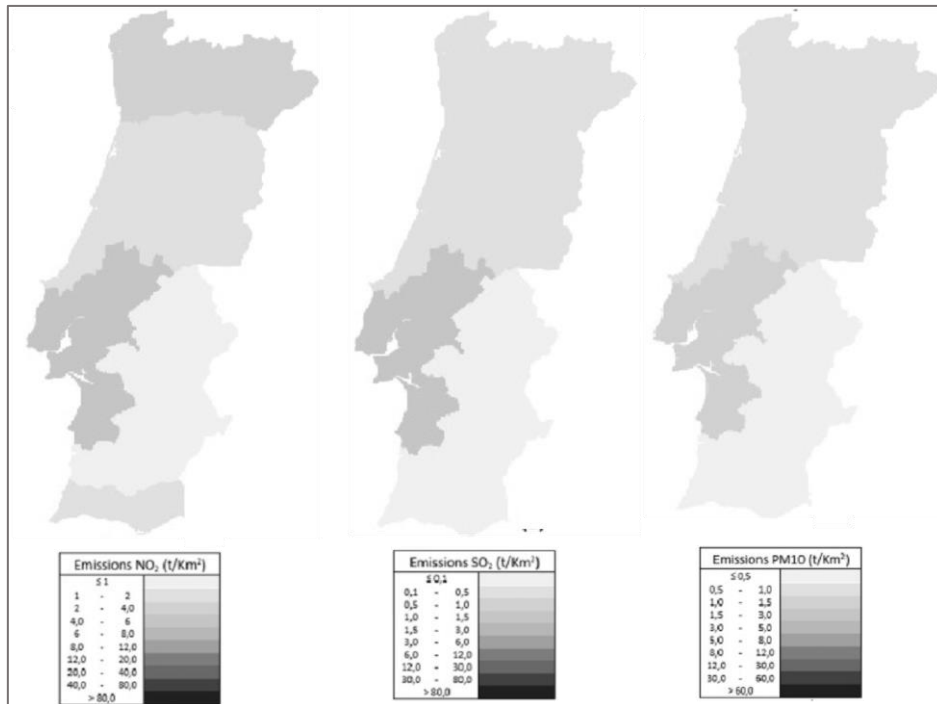 Emissions NO₂ (t/Km²)
≤ 1
1 - 2
2 - 4,0
4,0 - 6
6 - 8,0
8,0 - 12,0
12,0 - 20,0
20,0 - 40,0
40,0 - 80,0
> 80,0
Emissions SO₂ (t/Km²)
≤ 0,1
0,1 - 0,5
0,5 - 1,0
1,0 - 1,5
1,5 - 3,0
3,0 - 6,0
6,0 - 12,0
12,0 - 30,0
30,0 - 80,0
> 80,0
Emissions PM10 (t/Km²)
≤ 0,5
0,5 - 1,0
1,0 - 1,5
1,5 - 3,0
3,0 - 5,0
5,0 - 8,0
8,0 - 12,0
12,0 - 30,0
30,0 - 60,0
> 60,0